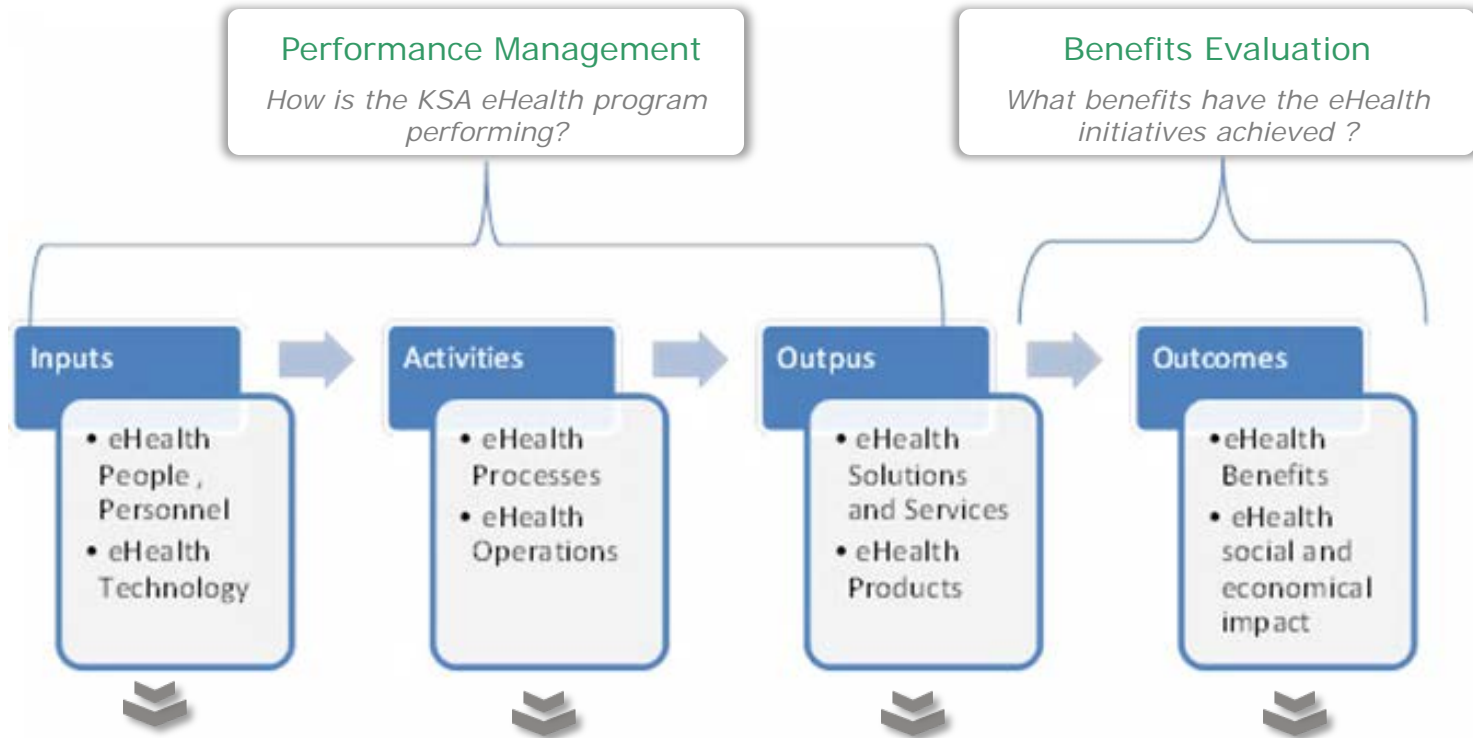 Performance Management
How is the KSA eHealth program
performing?
Benefits Evaluation
What benefits have the eHealth
initiatives achieved ?
Inputs
• eHealth
People ,
Personnel
• eHealth
Technology
Activities
• eHealth
Processes
• eHealth
Operations
Outpus
• eHealth
Solutions
and Services
• eHealth
Products
Outcomes
•eHealth
Benefits
• eHealth
social and
economical
impact